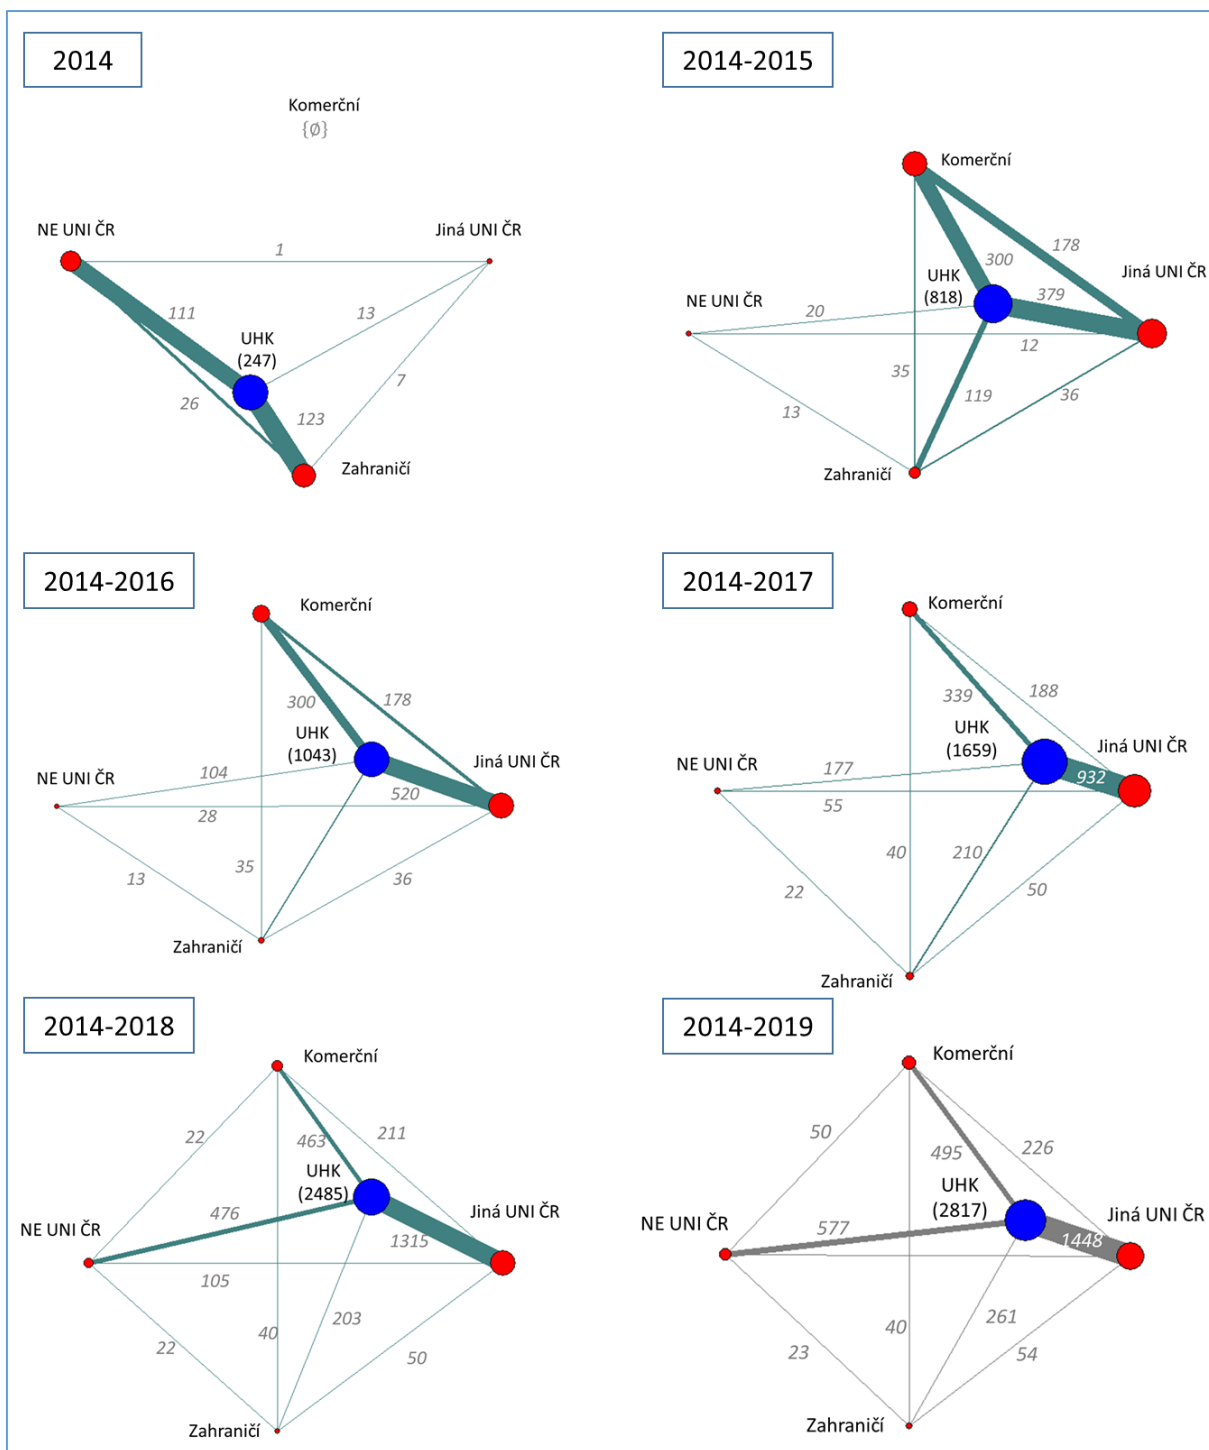 2014
Komerční
{∅}
NE UNI ČR
Jiná UNI ČR
1
111
13
UHK
(247)
7
26
123
Zahraničí
2014-2015
Komerční
178
300
Jiná UNI ČR
UHK
(818)
379
NE UNI ČR
20
12
35
119
36
13
Zahraničí
2014-2016
Komerční
300
178
UHK
(1043)
Jiná UNI ČR
NE UNI ČR
104
520
28
35
13
36
Zahraničí
2014-2017
Komerční
339
188
UHK
(1659)
Jiná UNI ČR
NE UNI ČR
177
932
55
40
210
22
50
Zahraničí
2014-2018
Komerční
22
463
211
UHK
(2485)
476
Jiná UNI ČR
NE UNI ČR
1315
105
203
40
22
50
Zahraničí
2014-2019
Komerční
50
495
226
UHK
(2817)
Jiná UNI ČR
NE UNI ČR
577
1448
261
40
23
54
Zahraničí